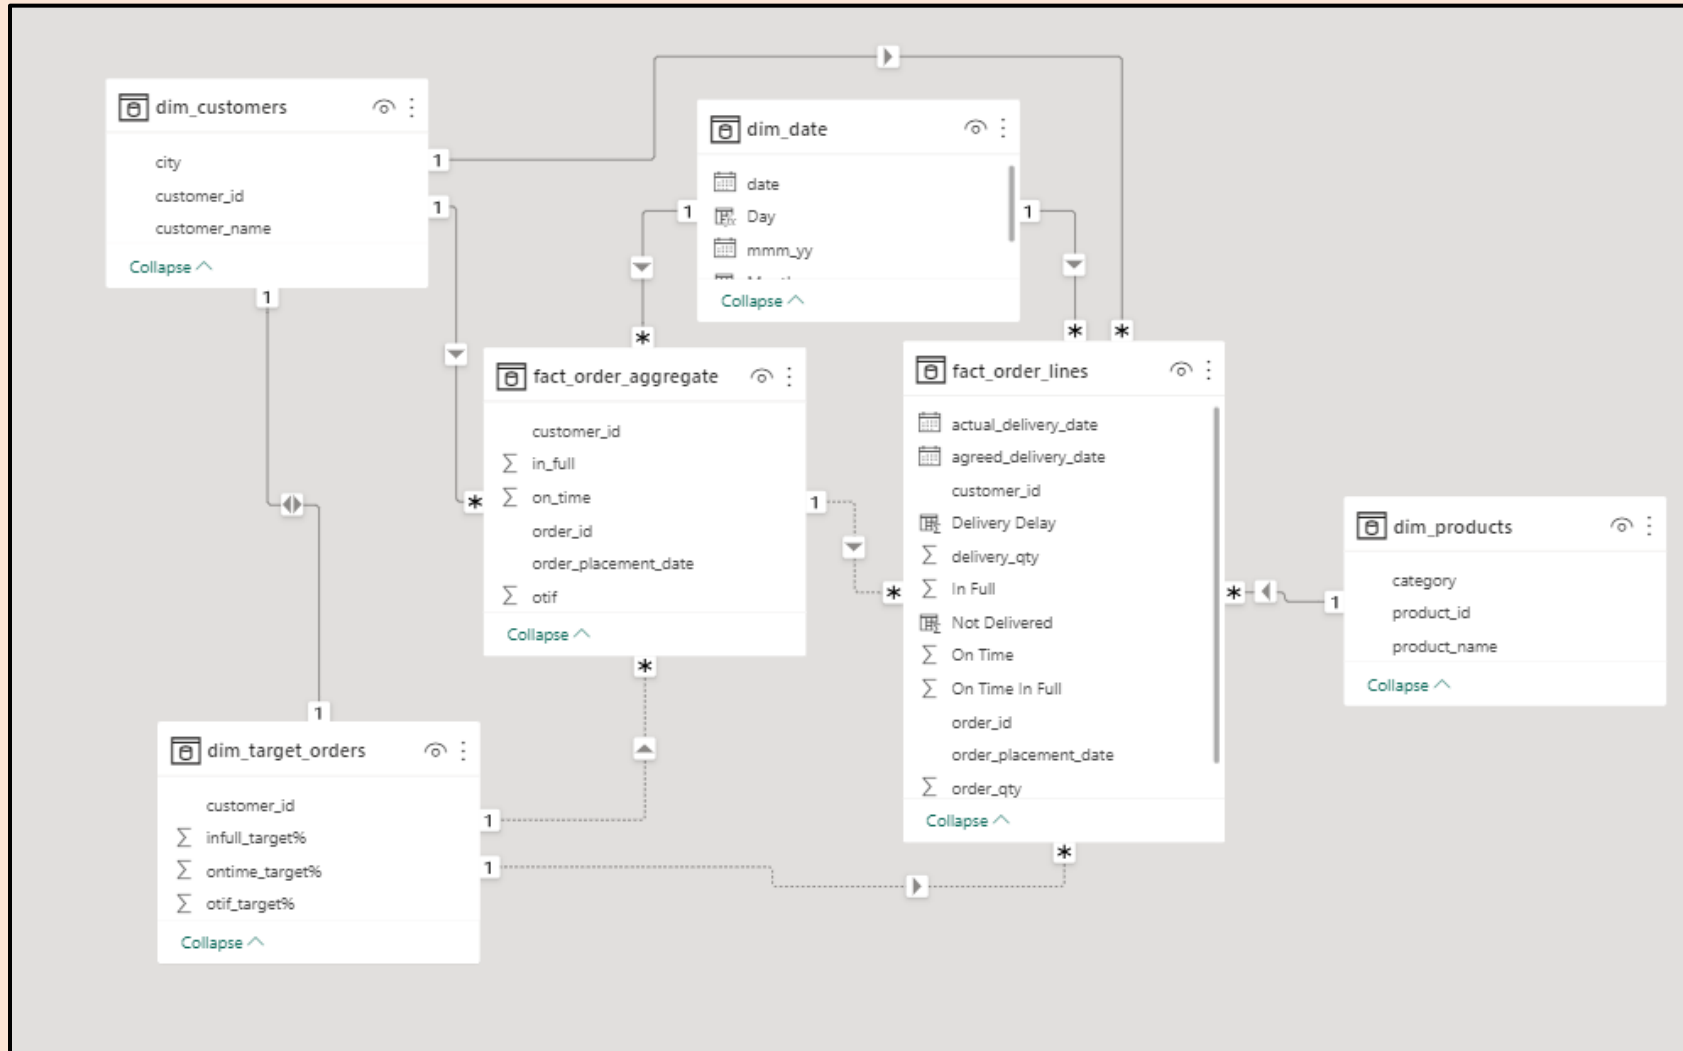 dim_customers
city
customer_id
customer_name
Collapse
1
1
1
dim_date
date
Day
mmm_yy
Collapse
1
1
*
*
*
fact_order_aggregate
customer_id
in_full
on_time
order_id
order_placement_date
otif
Collapse
*
1
*
fact_order_lines
actual_delivery_date
agreed_delivery_date
customer_id
Delivery Delay
delivery_qty
In Full
Not Delivered
On Time
On Time In Full
order_id
order_placement_date
order_qty
Collapse
*
*
*
1
dim_products
category
product_id
product_name
Collapse
1
dim_target_orders
customer_id
infull_target%
ontime_target%
otif_target%
Collapse
1
1